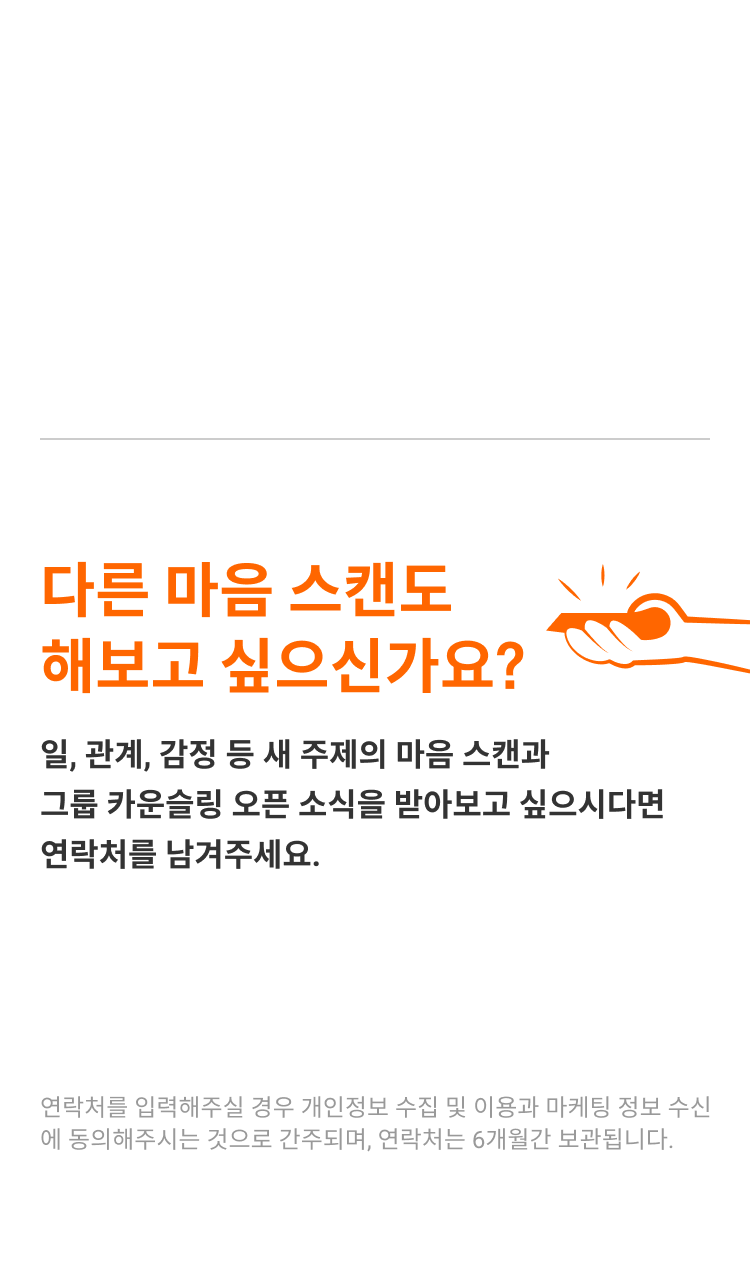 다른 마음 스캔도
해보고 싶으신가요?
일, 관계, 감정 등 새 주제의 마음 스캔과
그룹 카운슬링 오픈 소식을 받아보고 싶으시다면
연락처를 남겨주세요.
연락처를 입력해주실 경우 개인정보 수집 및 이용과 마케팅 정보 수신
에 동의해주시는 것으로 간주되며, 연락처는 6개월간 보관됩니다.